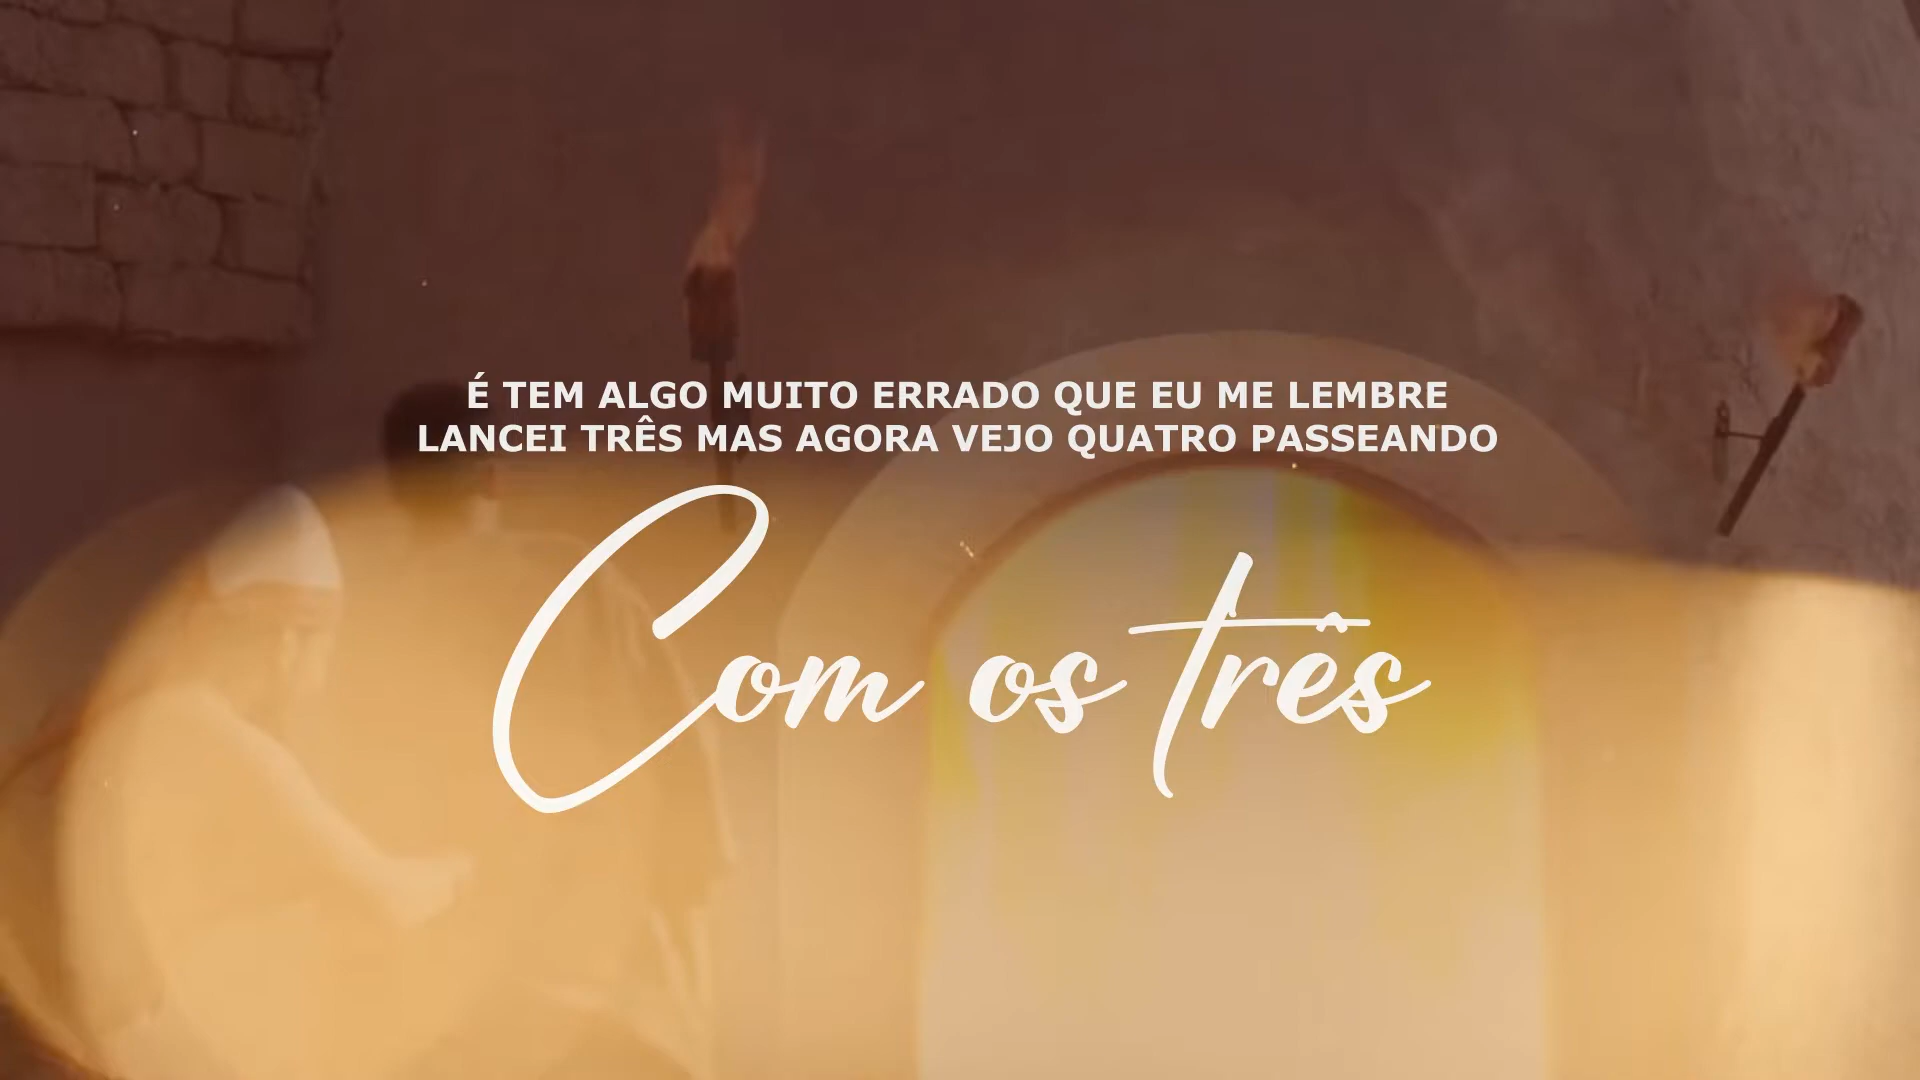 É TEM ALGO MUITO ERRADO QUE EU ME LEMBRE
LANCEI TRÊS MAS AGORA VEJO QUATRO PASSEANDO
Com os três